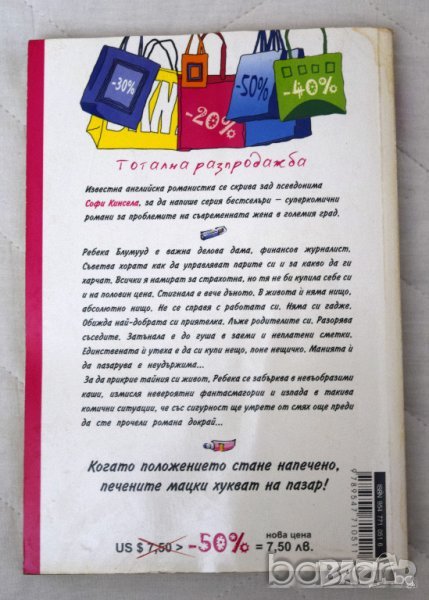 -30%
-20%
-50%
-40%
Тотална разпродажба
Известна английска романистка се скрива зад псевдонима
Софи Кинсела, за да напише серия бестселъри – суперкомични
романи за проблемите на съвременната жена в големия град.
Ребека Блумууд е важна делова дама, финансов журналист.
Съветва хората как да управляват парите си и за какво да ги
харчат. Всички я намират за страхотна, но тя не би купила себе си
и на половин цена. Стигнала е вече дъното. В живота ѝ няма нищо,
абсолютно нищо. Не се справя с работата си. Няма си гадже.
Обижда най-добрата си приятелка. Лъже родителите си. Разорява
съседите. Затънала е до гуша в заеми и неплатени сметки.
Единствената ѝ утеха е да си купи нещо, поне нещичко. Манията ѝ
да пазарува е неудържима...
За да прикрие тайния си живот, Ребека се забърква в невъобразими
каши, измисля невероятни фантасмагории и изпада в такива
комични ситуации, че със сигурност ще умрете от смях още преди
да сте прочели романа докрай...
Когато положението стане напечено,
печените мацки хукват на пазар!
US $ 7,50 > -50% = 7,50 лв.
нова цена
ISBN 954 771 051 6
9789547710511
bazar.bg